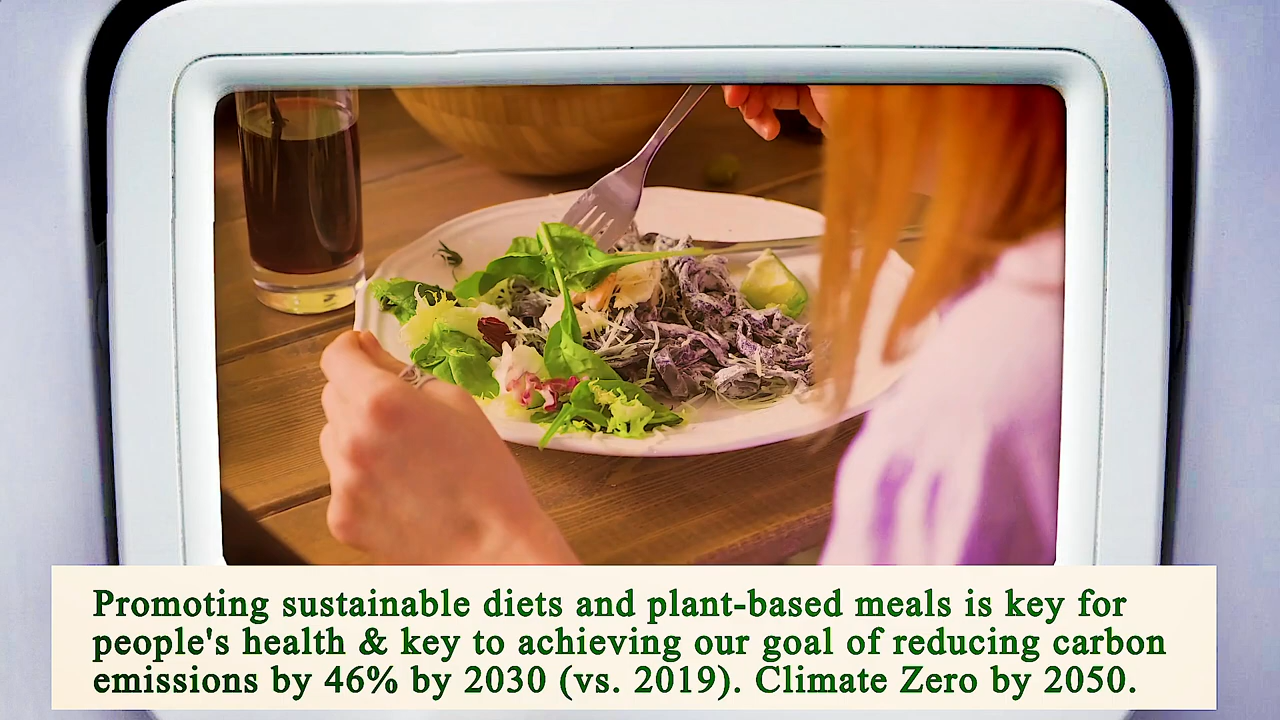 Promoting sustainable diets and plant-based meals is key for
people's health & key to achieving our goal of reducing carbon
emissions by 46% by 2030 (vs. 2019). Climate Zero by 2050.